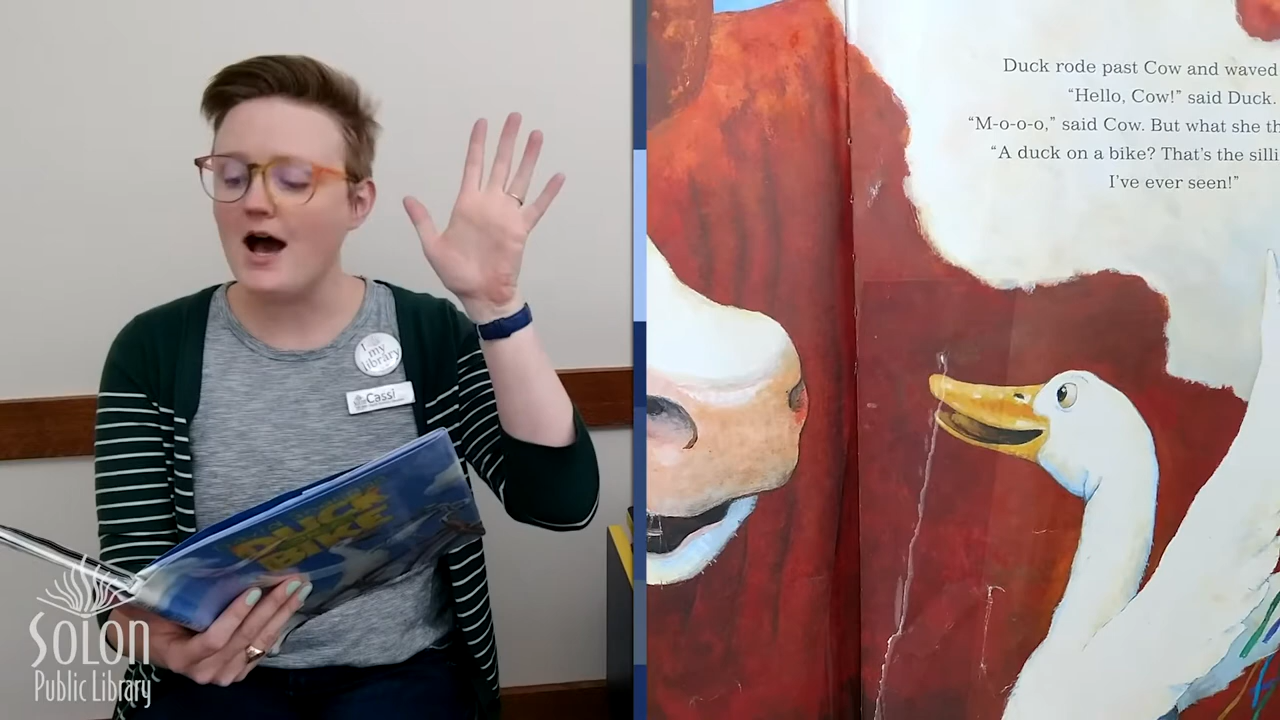 I my
library
Cassi
DUCK
BIKE
SOLON
Public Library
Duck rode past Cow and waved
"Hello, Cow!" said Duck.
"M-o-o-o," said Cow. But what she th
"A duck on a bike? That's the silli
I've ever seen!"